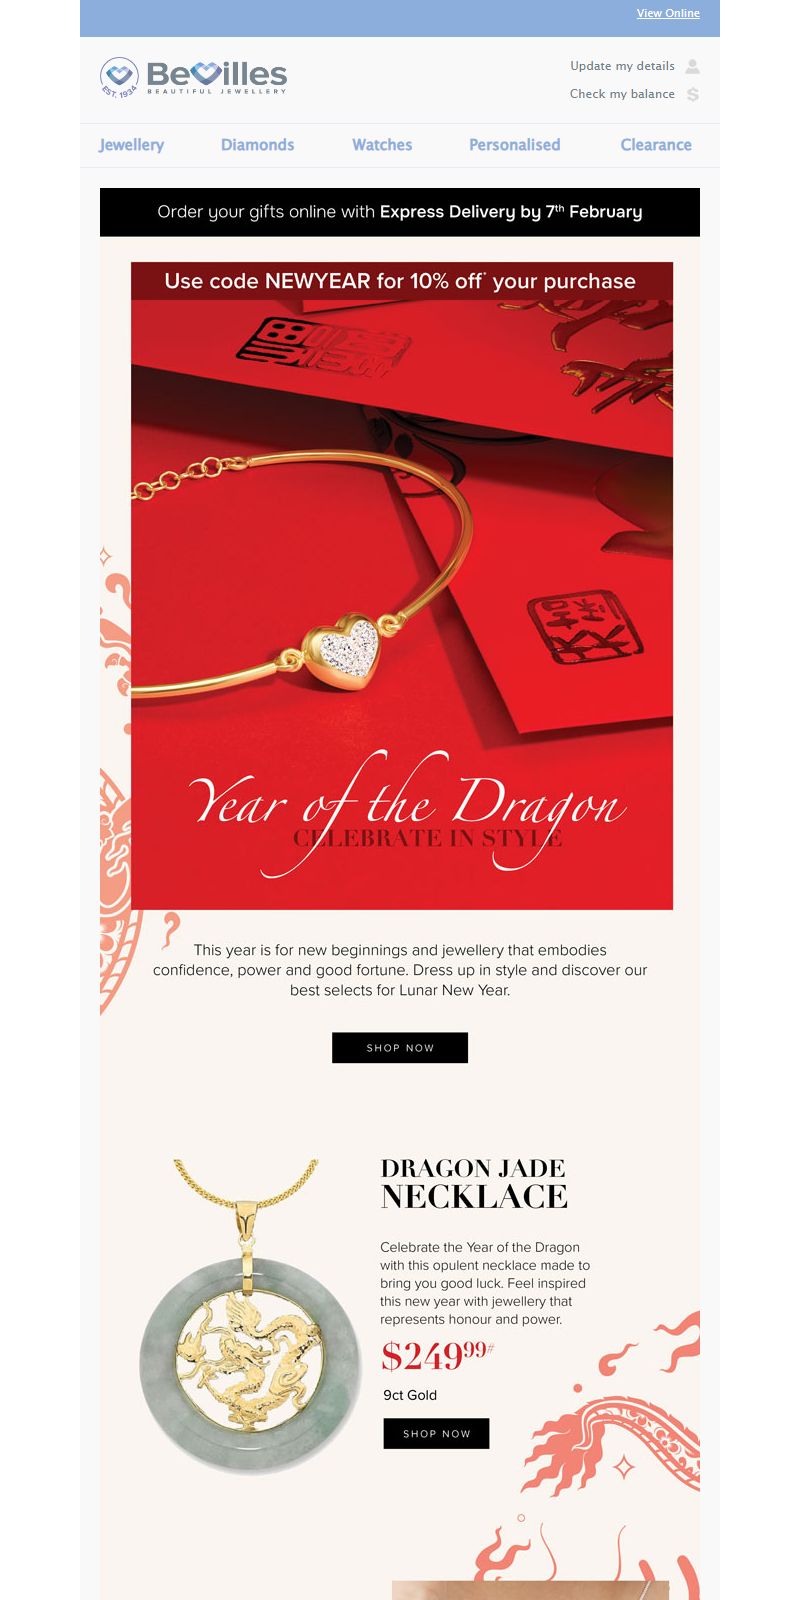 View Online
BeVilles
BEAUTIFUL JEWELLERY
EST. 1934
Update my details
Check my balance
Jewellery Diamonds Watches Personalised Clearance
Order your gifts online with Express Delivery by 7th February
Use code NEWYEAR for 10% off* your purchase
Year of the Dragon
CELEBRATE IN STYLE
This year is for new beginnings and jewellery that embodies
confidence, power and good fortune. Dress up in style and discover our
best selects for Lunar New Year.
SHOP NOW
DRAGON JADE
NECKLACE
Celebrate the Year of the Dragon
with this opulent necklace made to
bring you good luck. Feel inspired
this new year with jewellery that
represents honour and power.
$24999#
9ct Gold
SHOP NOW